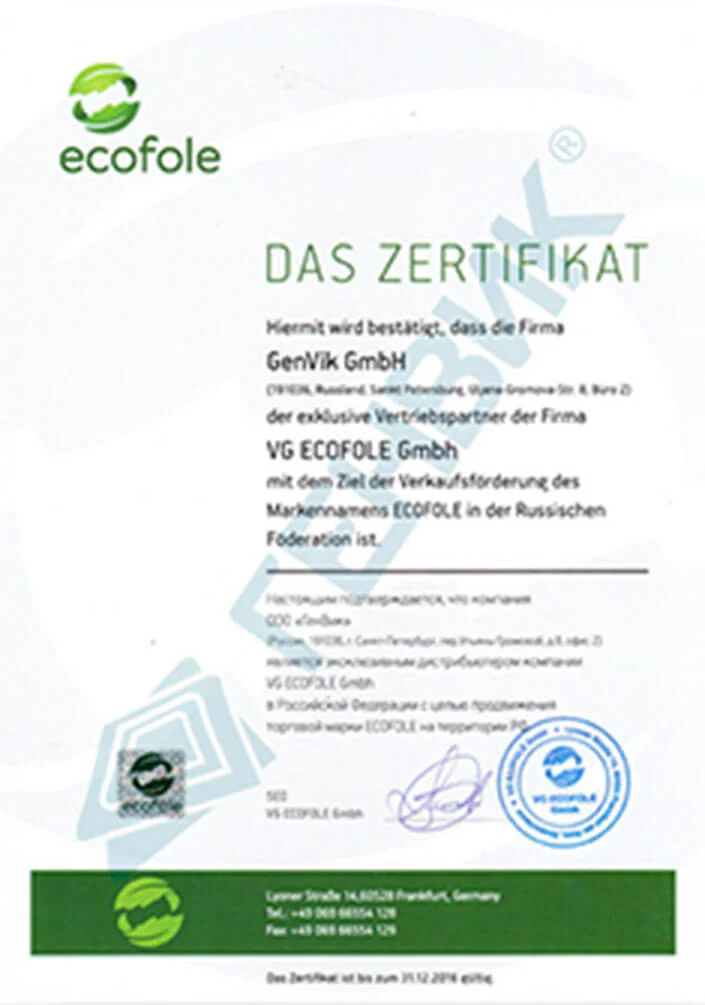 ecofole
DAS ZERTIFIKAT
Hiermit wird bestätigt, dass die Firma
GenVik GmbH
(191036, Russland, Sankt Petersburg, Uljana-Gromova-Str. 8, Büro 2)
der exklusive Vertriebspartner der Firma
VG ECOFOLE Gmbh
mit dem Ziel der Verkaufsförderung des
Markennamens ECOFOLE in der Russischen
Föderation ist.
Настоящим подтверждается, что компания
ООО «ГенВик»
(Россия, 191036, г. Санкт-Петербург, пер.Ульяны Громовой, д.8, офис 2)
является эксклюзивным дистрибьютером компании
VG ECOFOLE Gmbh
в Российской Федерации с целью продвижения
торговой марки ECOFOLE на территории РФ
ГЕНВИК®
ecofole
CEO
VG ECOFOLE Gmbh
VG ECOFOLE
Gmbh
Lyoner Straße 14,60528 Frankfurt, Germany
Tel.: +49 069 66554 128
Fax: +49 069 66554 129
Das Zertifikat ist bis zum 31.12.2016 gültig